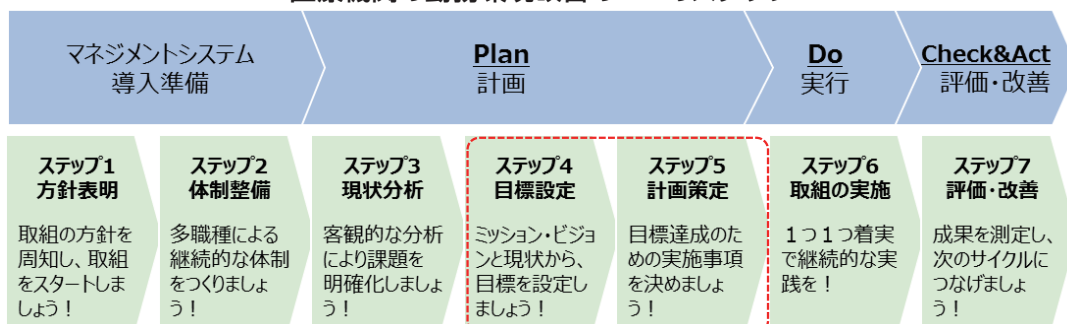 マネジメントシステム
導入準備
Plan
計画
Do
実行
Check&Act
評価・改善
ステップ1
方針表明
取組の方針を
周知し、取組
をスタートしま
しょう！
ステップ2
体制整備
多職種による
継続的な体制
をつくりましょ
う！
ステップ3
現状分析
客観的な分析
により課題を
明確化しましょ
う！
ステップ4
目標設定
ミッション・ビジョ
ンと現状から、
目標を設定し
ましょう！
ステップ5
計画策定
目標達成のた
めの実施事項
を決めましょ
う！
ステップ6
取組の実施
１つ１つ着実
で継続的な実
践を！
ステップ7
評価・改善
成果を測定し、
次のサイクルに
つなげましょ
う！